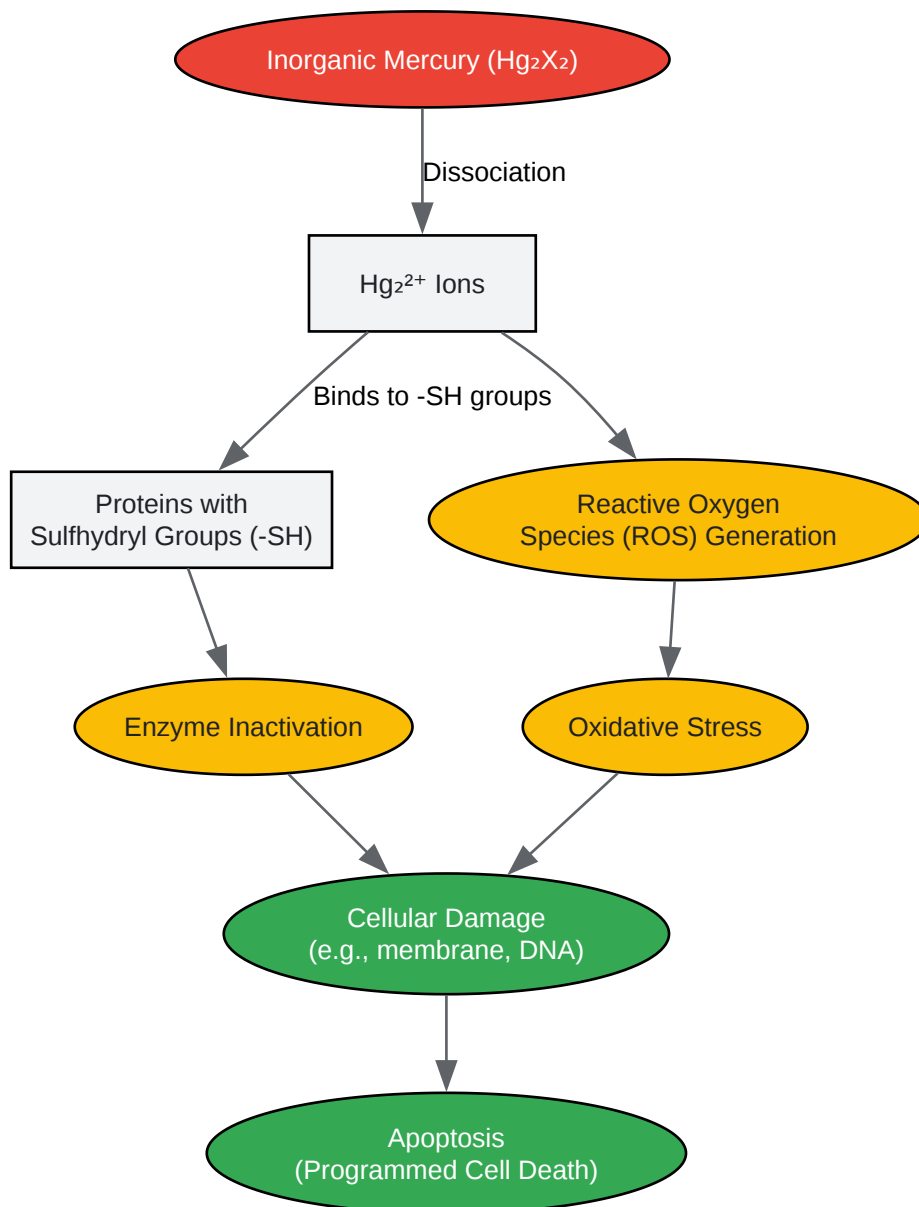 Inorganic Mercury (Hg₂X₂)
Dissociation
Hg₂²⁺ Ions
Binds to -SH groups
Proteins with
Sulfhydryl Groups (-SH)
Reactive Oxygen
Species (ROS) Generation
Enzyme Inactivation
Oxidative Stress
Cellular Damage
(e.g., membrane, DNA)
Apoptosis
(Programmed Cell Death)